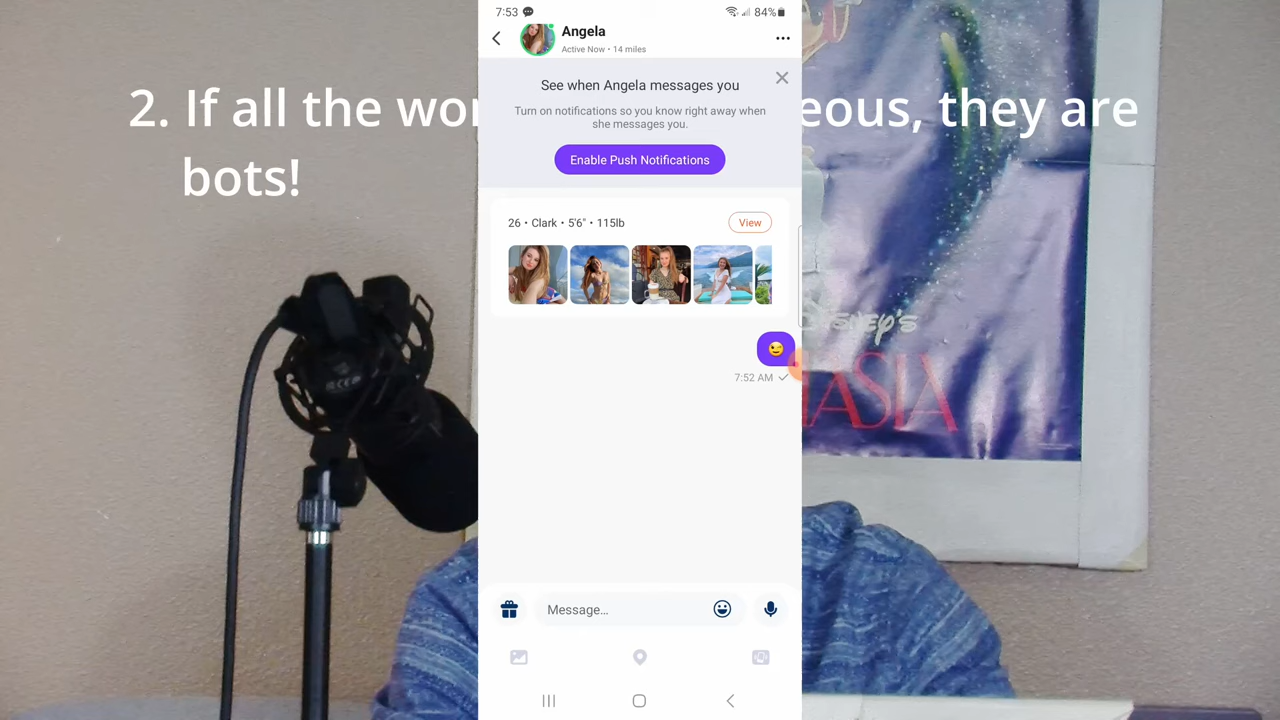 7:53
84%
Angela
Active Now • 14 miles
See when Angela messages you
Turn on notifications so you know right away when
she messages you.
Enable Push Notifications
2. If all the wor
eous, they are
bots!
26 • Clark • 5'6" • 115lb
View
DISNEY'S
ASIA
7:52 AM
Message...